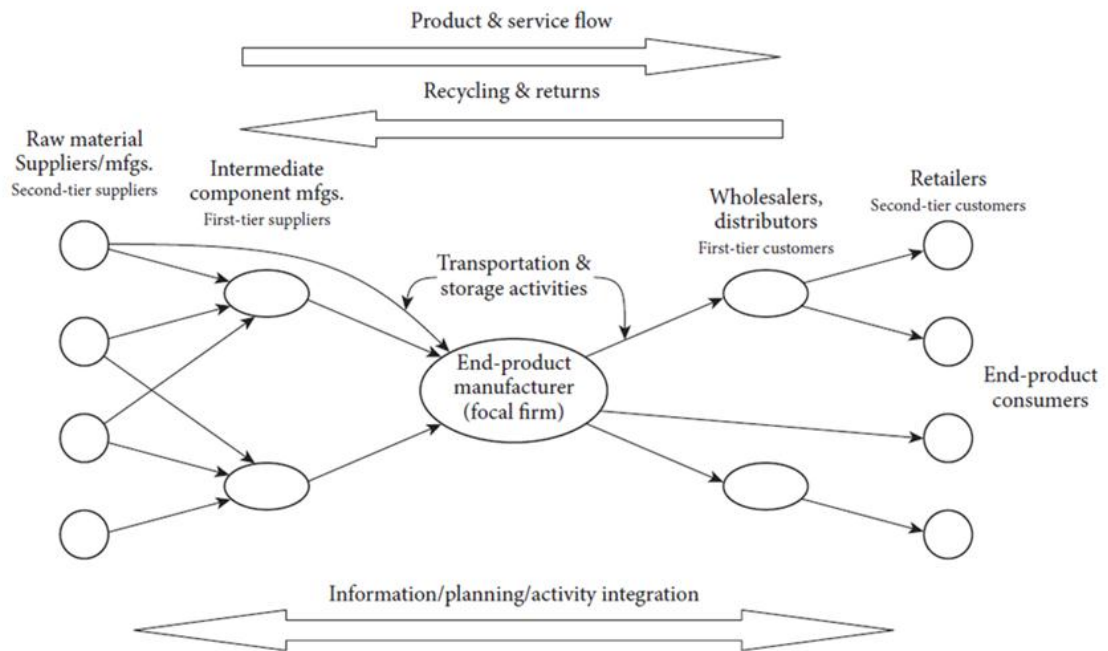 Product & service flow
Recycling & returns
Raw material
Suppliers/mfgs.
Second-tier suppliers
Intermediate
component mfgs.
First-tier suppliers
Wholesalers,
distributors
First-tier customers
Retailers
Second-tier customers
Transportation &
storage activities
End-product
manufacturer
(focal firm)
End-product
consumers
Information/planning/activity integration